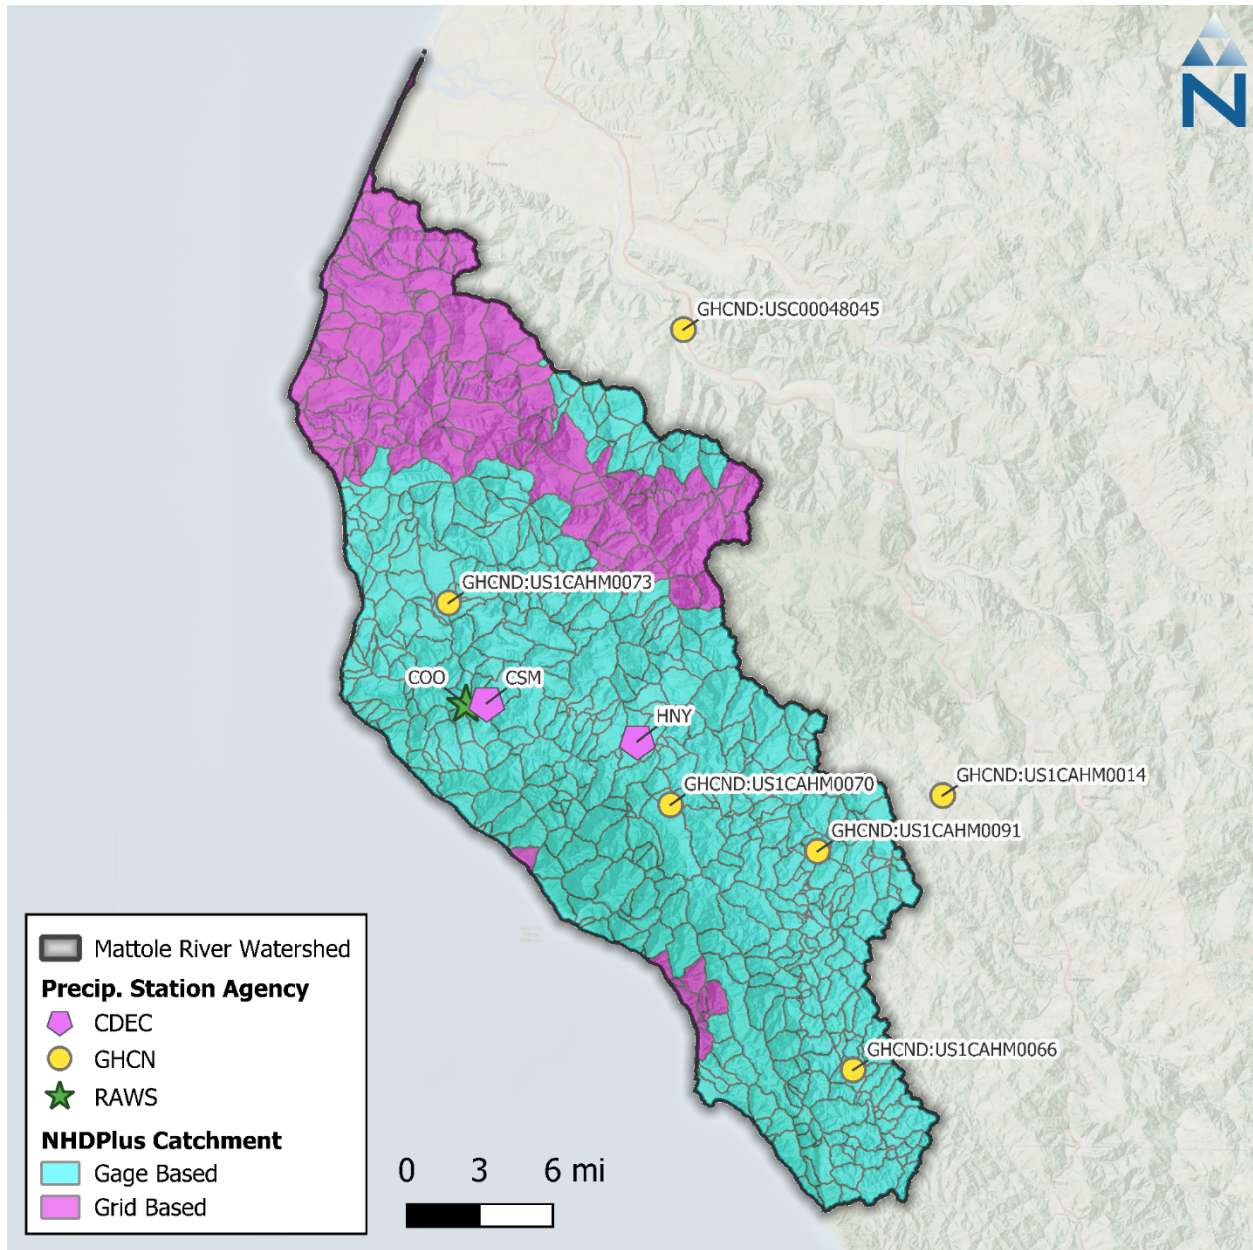 N
GHCND:USC00048045
GHCND:US1CAHM0073
COO
CSM
HNY
GHCND:US1CAHM0070
GHCND:US1CAHM0014
GHCND:US1CAHM0091
GHCND:US1CAHM0066
Mattole River Watershed
Precip. Station Agency
CDEC
GHCN
RAWS
NHDPlus Catchment
Gage Based
Grid Based
0 3 6 mi